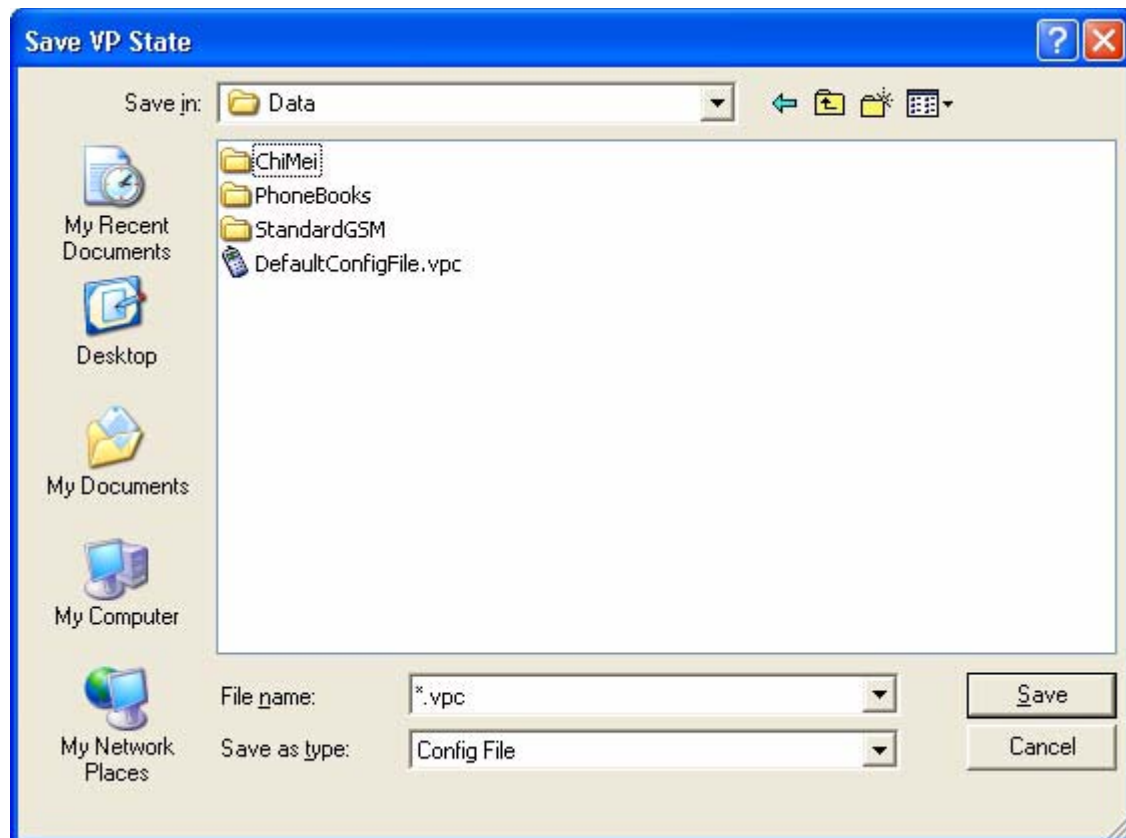 Save VP State
Save in:
Data
ChiMei
PhoneBooks
StandardGSM
DefaultConfigFile.vpc
My Recent
Documents
Desktop
My Documents
My Computer
My Network
Places
File name:
*.vpc
Save
Save as type:
Config File
Cancel